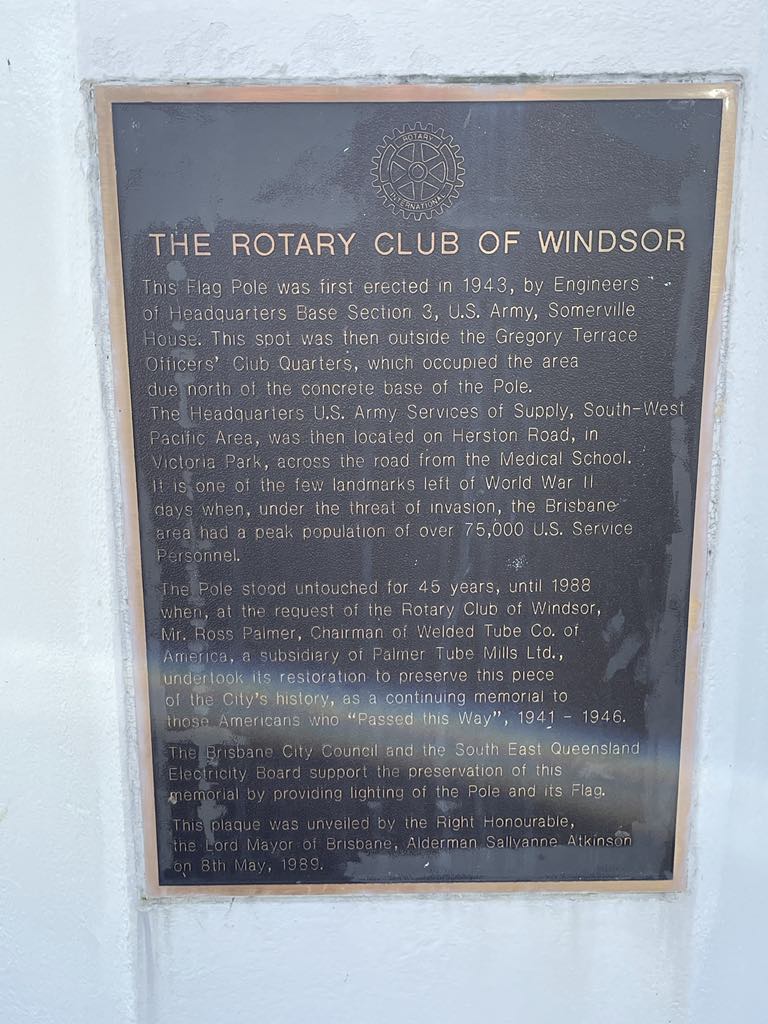 ROTARY
INTERNATIONAL
THE ROTARY CLUB OF WINDSOR
This Flag Pole was first erected in 1943, by Engineers
of Headquarters Base Section 3, U.S. Army, Somerville
House. This spot was then outside the Gregory Terrace
Officers' Club Quarters, which occupied the area
due north of the concrete base of the Pole.
The Headquarters U.S. Army Services of Supply, South-West
Pacific Area, was then located on Herston Road, in
Victoria Park, across the road from the Medical School.
It is one of the few landmarks left of World War II
days when, under the threat of invasion, the Brisbane
area had a peak population of over 75,000 U.S. Service
Personnel.
The Pole stood untouched for 45 years, until 1988
when, at the request of the Rotary Club of Windsor,
Mr. Ross Palmer, Chairman of Welded Tube Co. of
America, a subsidiary of Palmer Tube Mills Ltd.,
undertook its restoration to preserve this piece
of the City's history, as a continuing memorial to
those Americans who "Passed this Way", 1941 - 1946.
The Brisbane City Council and the South East Queensland
Electricity Board support the preservation of this
memorial by providing lighting of the Pole and its Flag.
This plaque was unveiled by the Right Honourable,
the Lord Mayor of Brisbane, Alderman Sallyanne Atkinson
on 8th May, 1989.